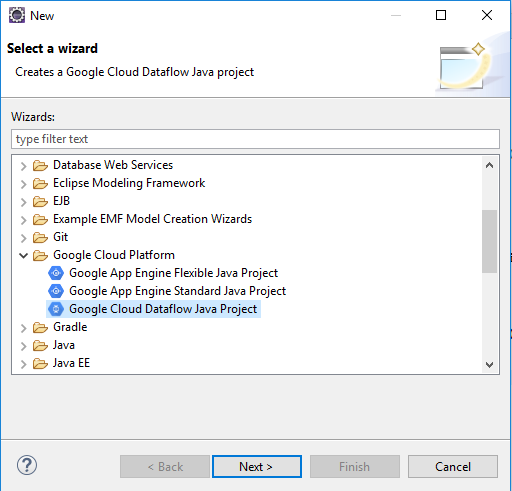 New
Select a wizard
Creates a Google Cloud Dataflow Java project
Wizards:
type filter text
Database Web Services
Eclipse Modeling Framework
EJB
Example EMF Model Creation Wizards
Git
Google Cloud Platform
Google App Engine Flexible Java Project
Google App Engine Standard Java Project
Google Cloud Dataflow Java Project
Gradle
Java
Java EE
? < Back Next > Finish Cancel